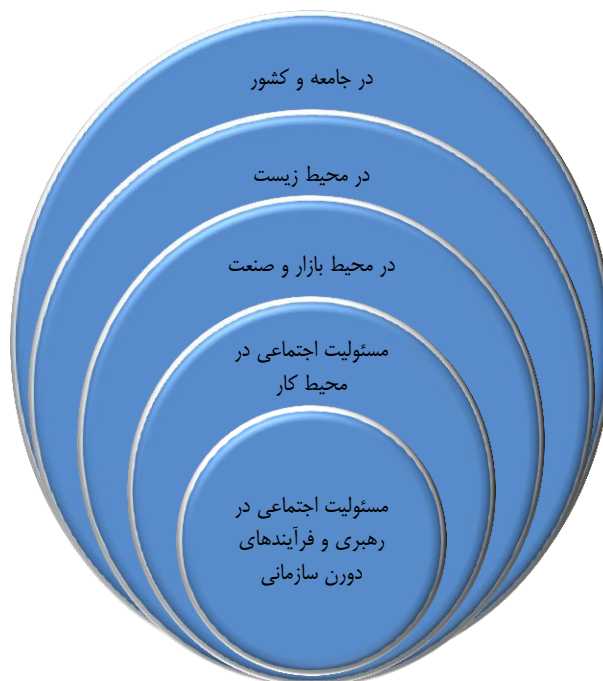 در جامعه و کشور
در محیط زیست
در محیط بازار و صنعت
مسئولیت اجتماعی در
محیط کار
مسئولیت اجتماعی در
رهبری و فرآیندهای
دورن سازمانی